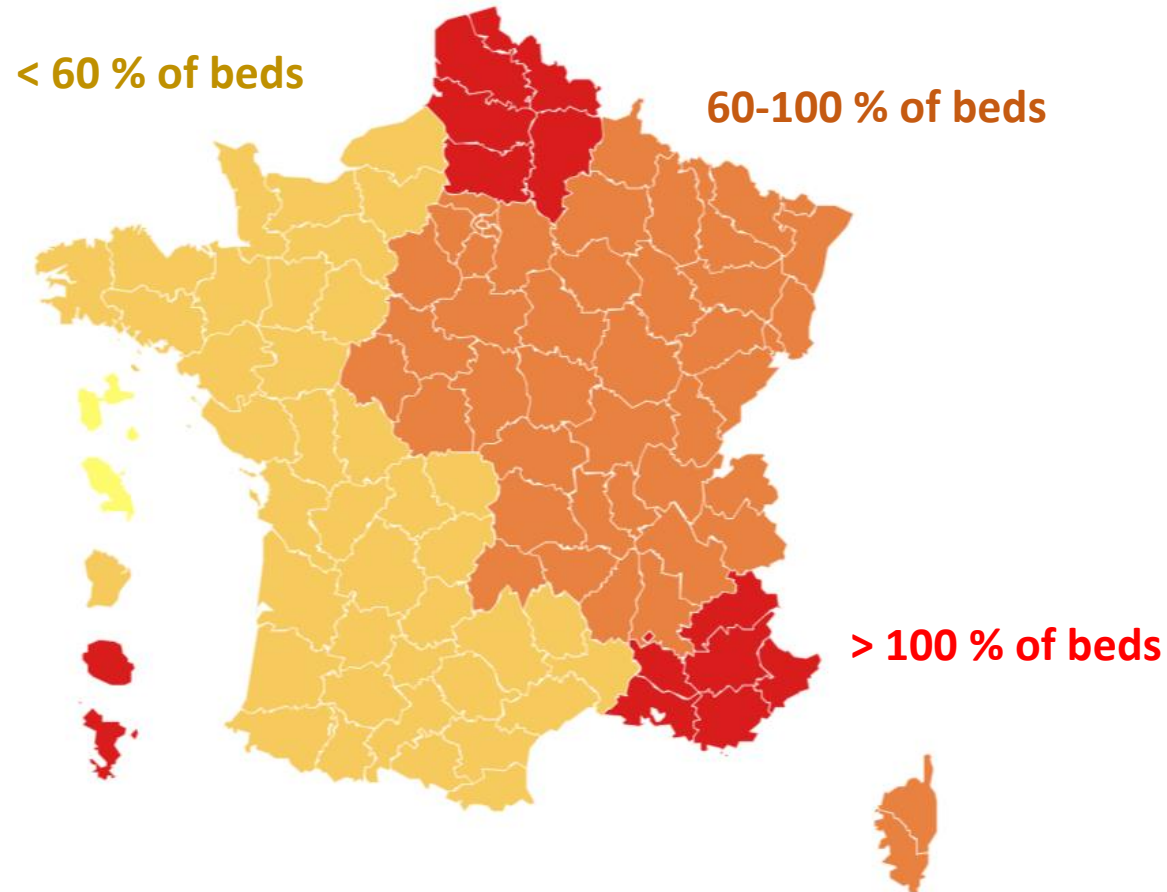 < 60 % of beds
60-100 % of beds
> 100 % of beds